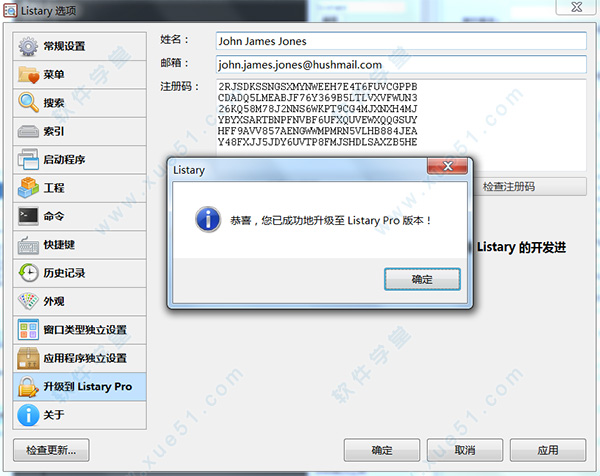 Listary 选项
常规设置
菜单
搜索
索引
启动程序
工程
命令
快捷键
历史记录
外观
窗口类型独立设置
应用程序独立设置
升级到 Listary Pro
关于
检查更新...
姓名：
John James Jones
邮箱：
john.james.jones@hushmail.com
注册码：
2RJSDKSSNGSXMYNWEEH7E4T6FUVCGPPB
CDADQ5LMEABJF76Y369B5LTLVXVFWUN3
26KQ58M78J2NNS6WKFT9CG4MJXNXH4MJ
YBYXSARTBNPFNVBF6UFXQUVEWXQQGSUY
HFF9AVV857AENGWWMPMRN5VLHB884JEA
Y48FXJJ5JDY6UVTP8FMJSHDLSAXZB5HE
检查注册码
Listary 的开发进
Listary
恭喜，您已成功地升级至 Listary Pro 版本！
确定
确定
取消
应用
软件学堂
www.xue51.com